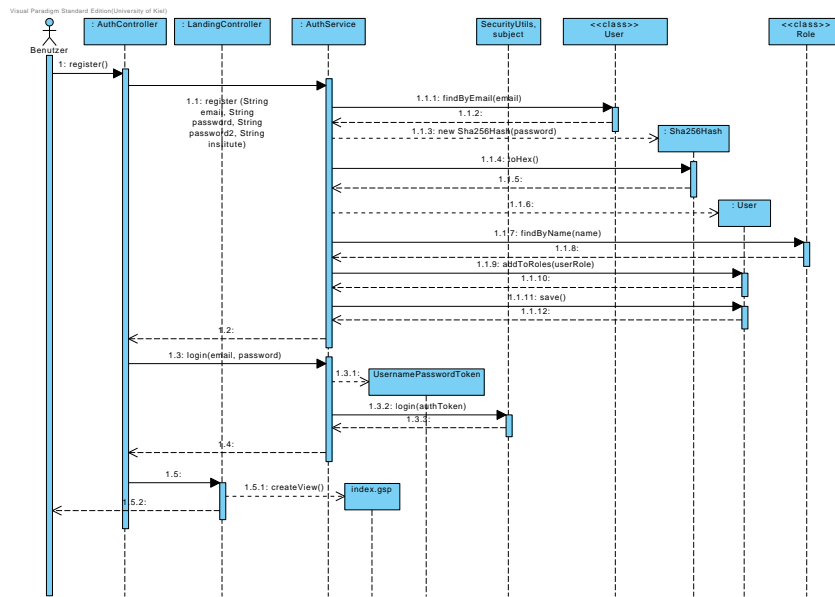 Visual Paradigm Standard Edition(University of Kiel)
: AuthController
: LandingController
: AuthService
SecurityUtils,
subject
<<class>>
User
<<class>>
Role
Benutzer
1: register()
1.1: register (String
email, String
password, String
password2, String
institute)
1.1.1: findByEmail(email)
1.1.2:
1.1.3: new Sha256Hash(password)
: Sha256Hash
1.1.4: toHex()
1.1.5:
1.1.6:
: User
1.1.7: findByName(name)
1.1.8:
1.1.9: addToRoles(userRole)
1.1.10:
1.1.11: save()
1.1.12:
1.2:
1.3: login(email, password)
1.3.1:
UsernamePasswordToken
1.3.2: login(authToken)
1.3.3:
1.4:
1.5:
1.5.1: createView()
index.gsp
1.5.2: